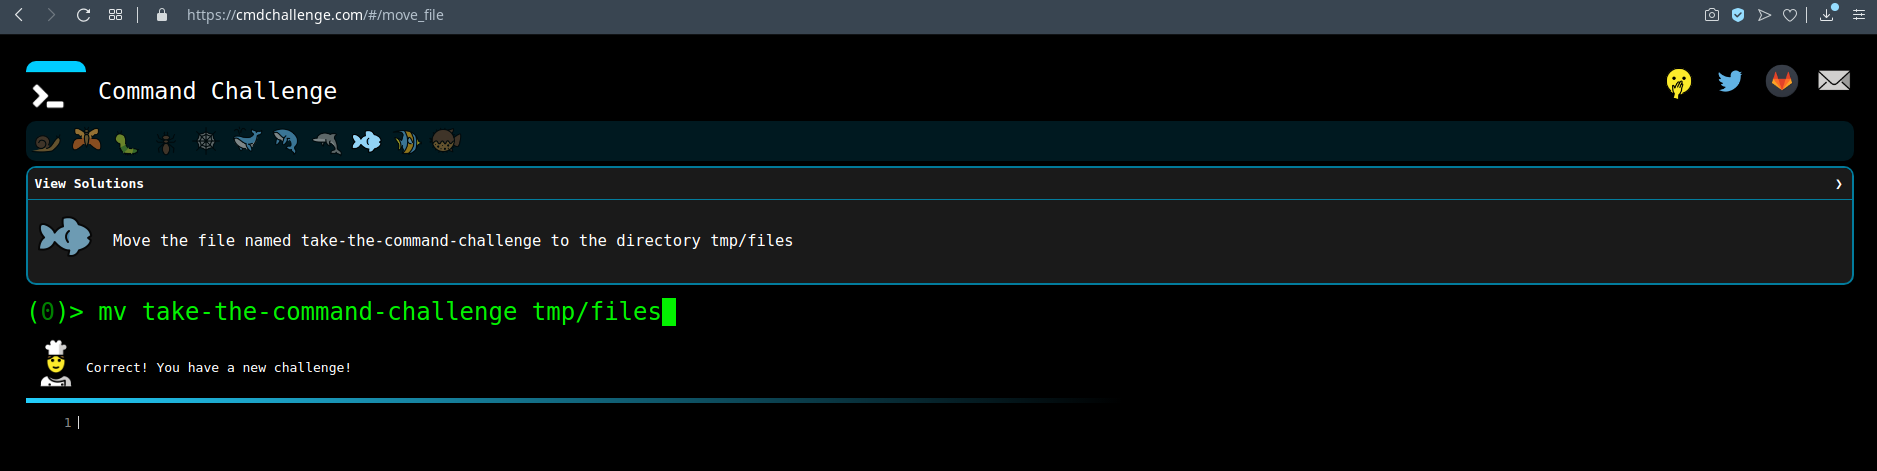 https://cmdchallenge.com/#/move_file
Command Challenge
View Solutions
Move the file named take-the-command-challenge to the directory tmp/files
(0)> mv take-the-command-challenge tmp/files
Correct! You have a new challenge!
1